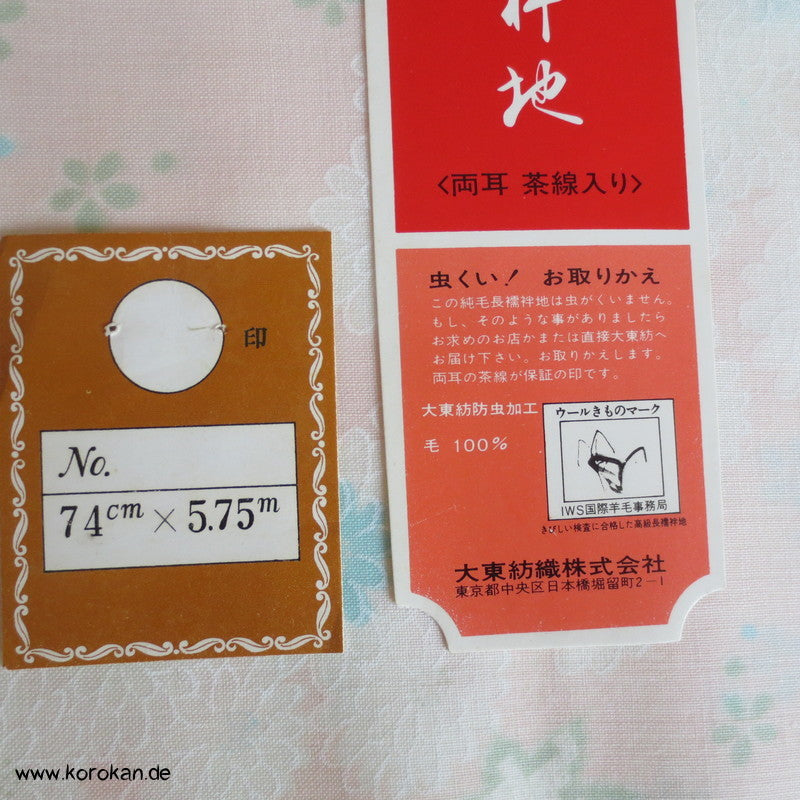 印
No.
74cm × 5.75m
地
〈両耳 茶線入り〉
虫くい! お取りかえ
この純毛長襦袢地は虫がくいません。
もし、そのような事がありましたら
お求めのお店かまたは直接大東紡へ
お届け下さい。お取りかえします。
両耳の茶線が保証の印です。
大東紡防虫加工
毛 100%
ウールきものマーク
IWS国際羊毛事務局
きびしい検査に合格した高級長襦袢地
大東紡織株式会社
東京都中央区日本橋堀留町2-1
www.korokan.de